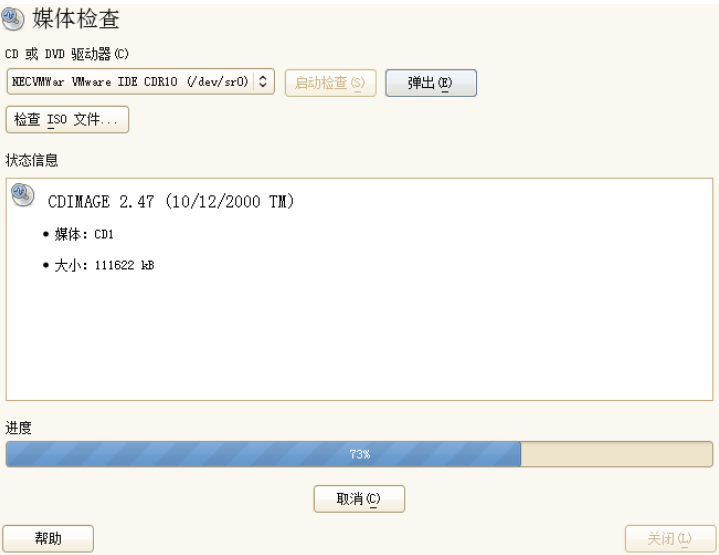 媒体检查
CD 或 DVD 驱动器(C)
NECVMWar VMware IDE CDR10 (/dev/sr0)
启动检查(S)
弹出(E)
检查 ISO 文件...
状态信息
CDIMAGE 2.47 (10/12/2000 TM)
• 媒体: CD1
• 大小: 111622 kB
进度
73%
取消(C)
帮助
关闭(L)